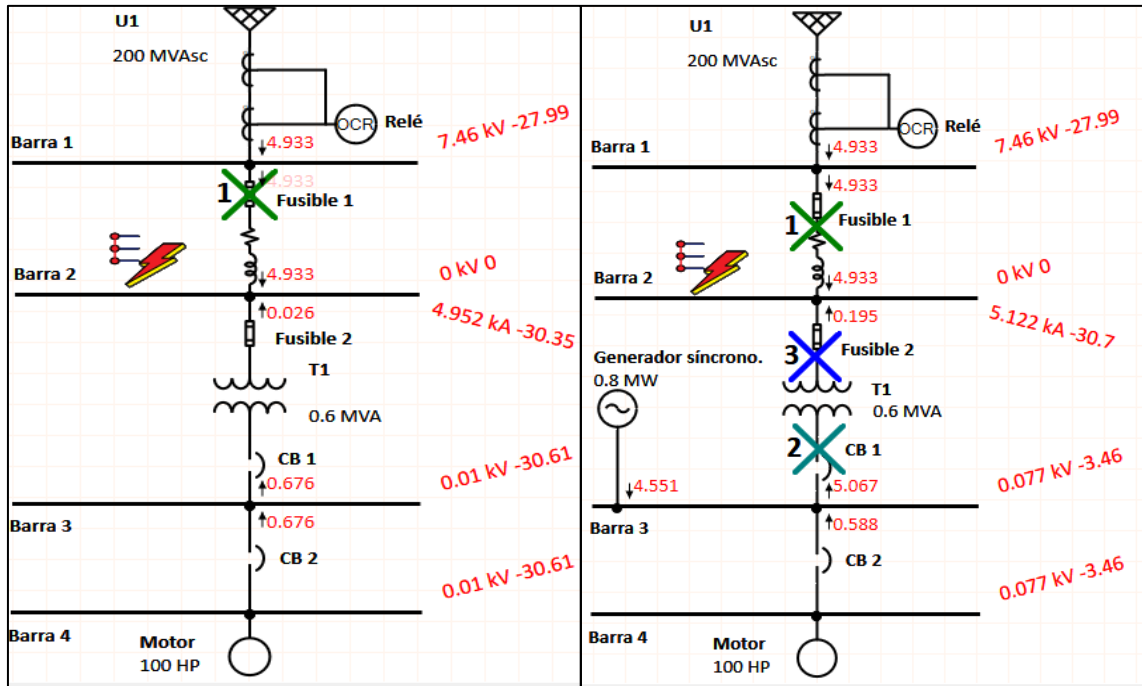 U1
200 MVAsc
OCR
Relé
7.46 kV -27.99
Barra 1
4.933
4.933
1
Fusible 1
Barra 2
4.933
0 kV 0
0.026
4.952 kA -30.35
Fusible 2
T1
0.6 MVA
CB 1
0.676
0.01 kV -30.61
Barra 3
0.676
CB 2
0.01 kV -30.61
Barra 4
Motor
100 HP
U1
200 MVAsc
OCR
Relé
7.46 kV -27.99
Barra 1
4.933
4.933
1
Fusible 1
Barra 2
4.933
0 kV 0
0.195
5.122 kA -30.7
3
Fusible 2
Generador síncrono.
0.8 MW
T1
0.6 MVA
2
CB 1
4.551
5.067
0.077 kV -3.46
Barra 3
0.588
CB 2
0.077 kV -3.46
Barra 4
Motor
100 HP